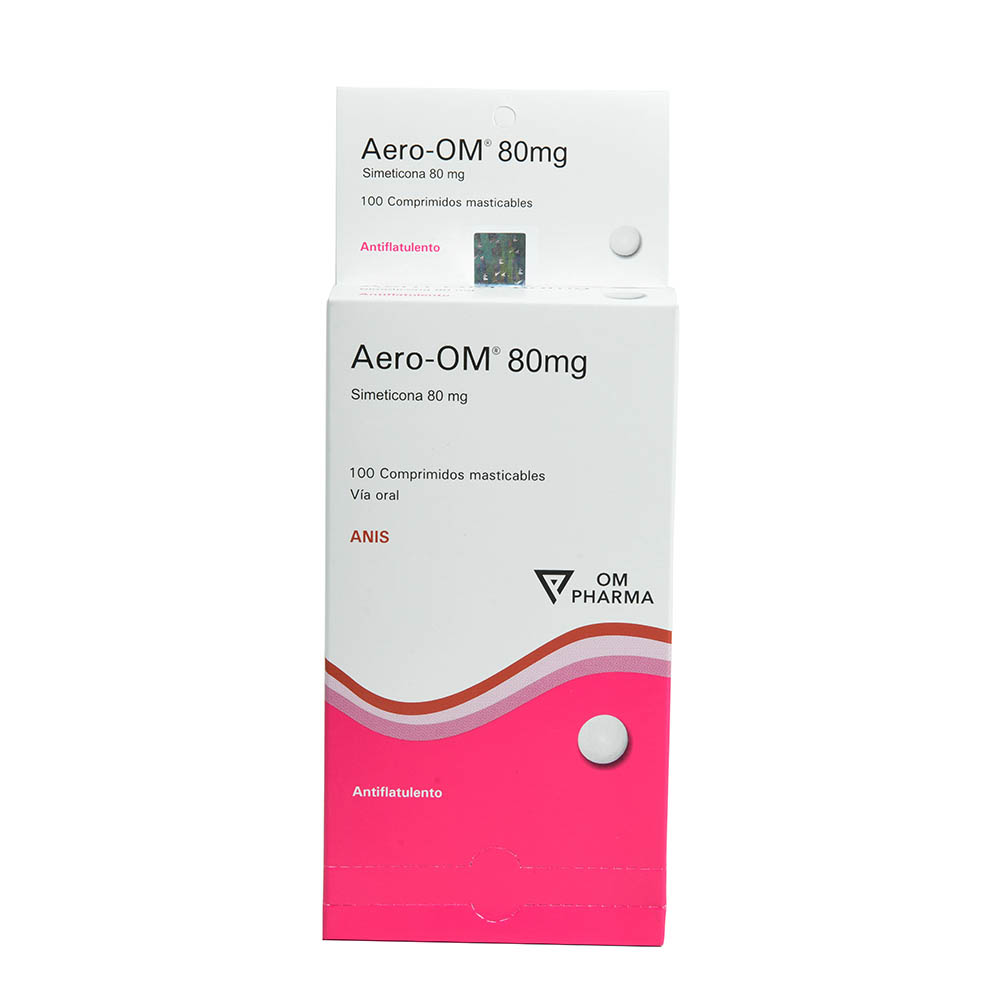 Aero-OM® 80mg
Simeticona 80 mg
100 Comprimidos masticables
Antiflatulento
Antiflatulento
Aero-OM® 80mg
Simeticona 80 mg
100 Comprimidos masticables
Vía oral
ANIS
OM
PHARMA
Antiflatulento